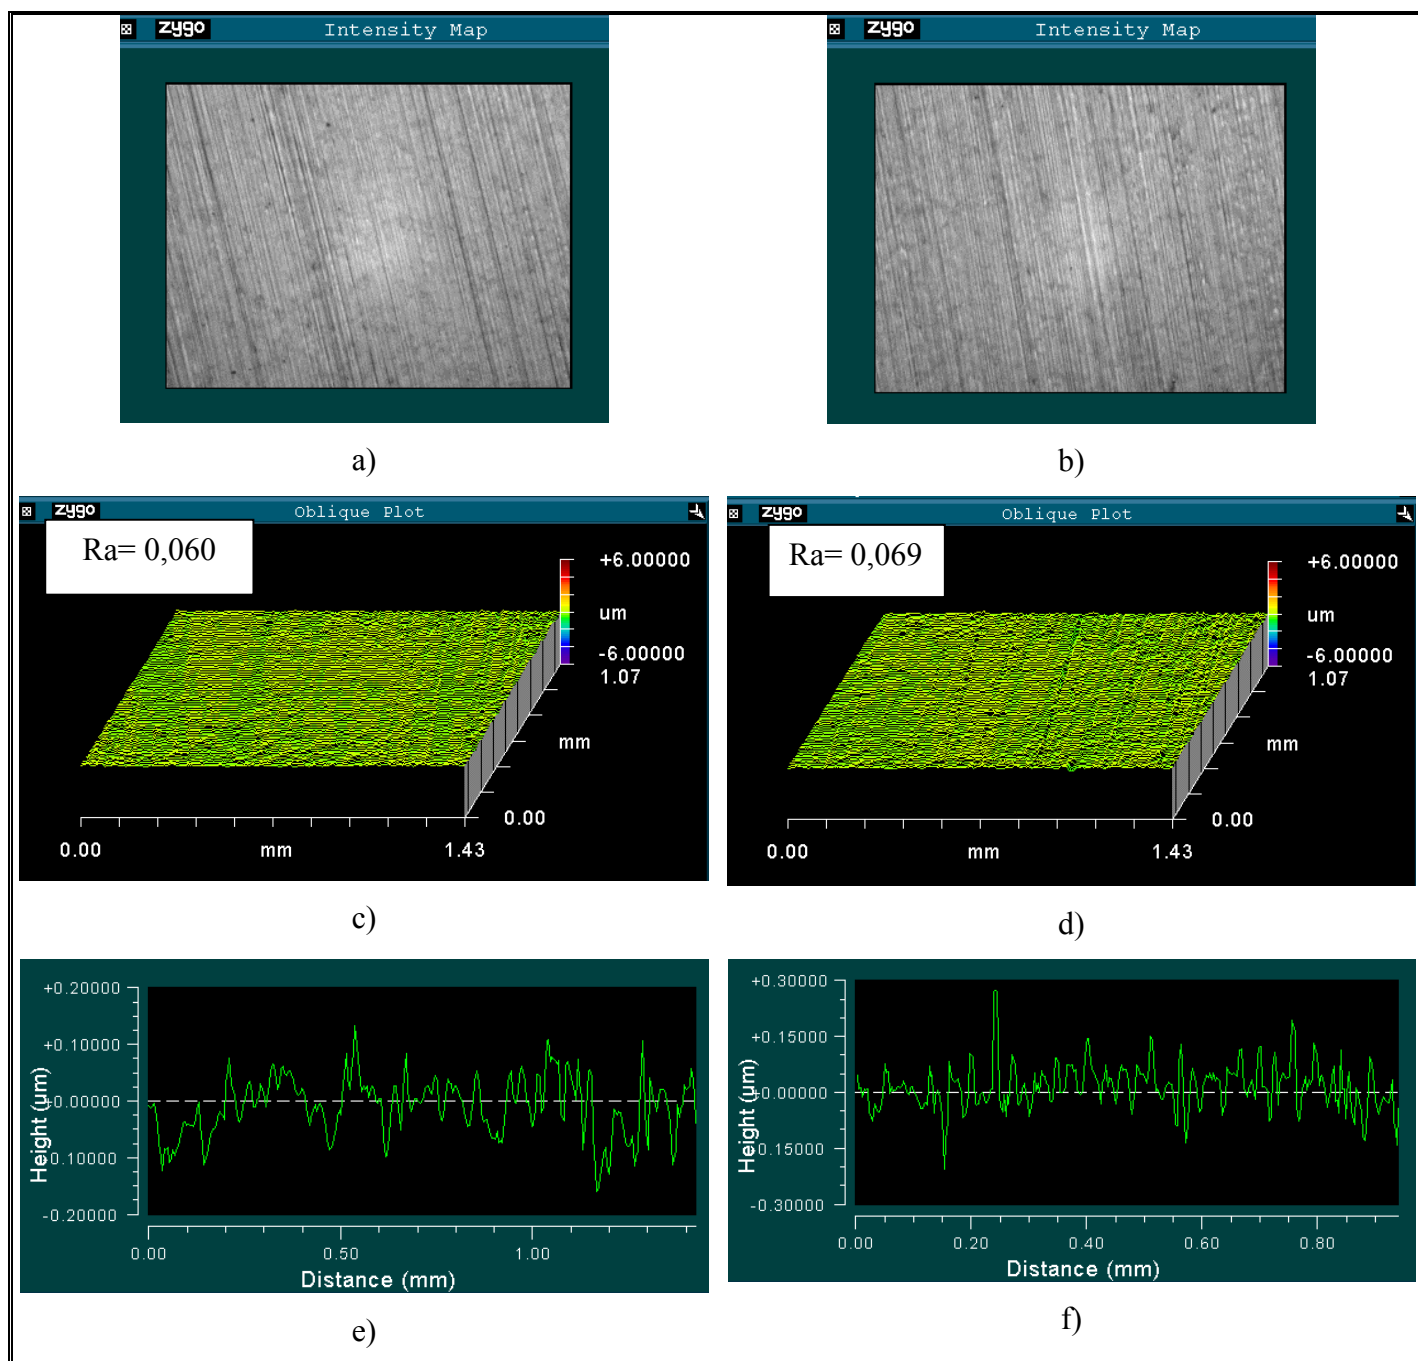 zygo Intensity Map
zygo Intensity Map
a)
b)
zygo Oblique Plot
Ra= 0,060
+6.00000
um
-6.00000
1.07
mm
0.00
0.00 mm 1.43
zygo Oblique Plot
Ra= 0,069
+6.00000
um
-6.00000
1.07
mm
0.00
0.00 mm 1.43
c)
d)
+0.20000
+0.10000
+0.00000
-0.10000
-0.20000
Height (µm)
0.00 0.50 1.00
Distance (mm)
+0.30000
+0.15000
+0.00000
-0.15000
-0.30000
Height (µm)
0.00 0.20 0.40 0.60 0.80
Distance (mm)
e)
f)